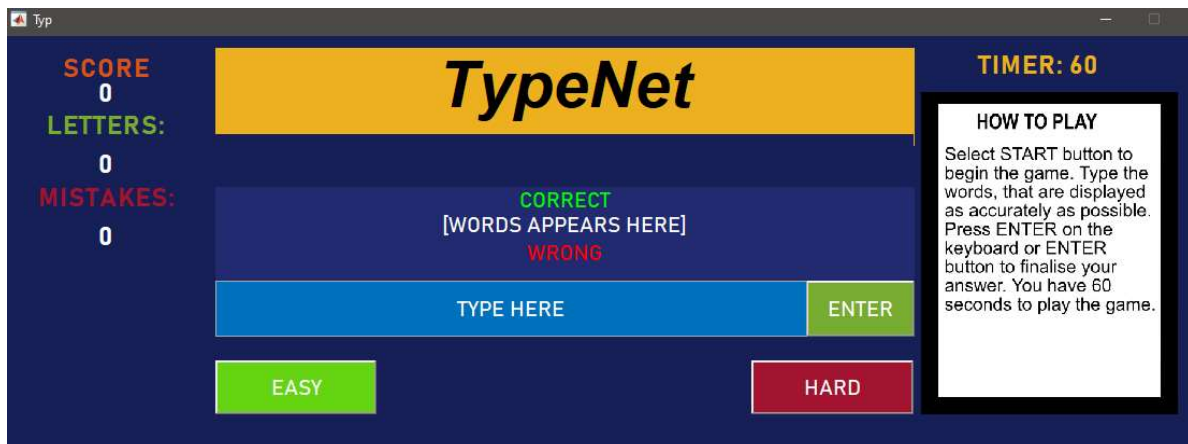 Typ
SCORE
0
LETTERS:
0
MISTAKES:
0
TypeNet
CORRECT
[WORDS APPEARS HERE]
WRONG
TYPE HERE
ENTER
EASY
HARD
TIMER: 60
HOW TO PLAY
Select START button to
begin the game. Type the
words, that are displayed
as accurately as possible.
Press ENTER on the
keyboard or ENTER
button to finalise your
answer. You have 60
seconds to play the game.